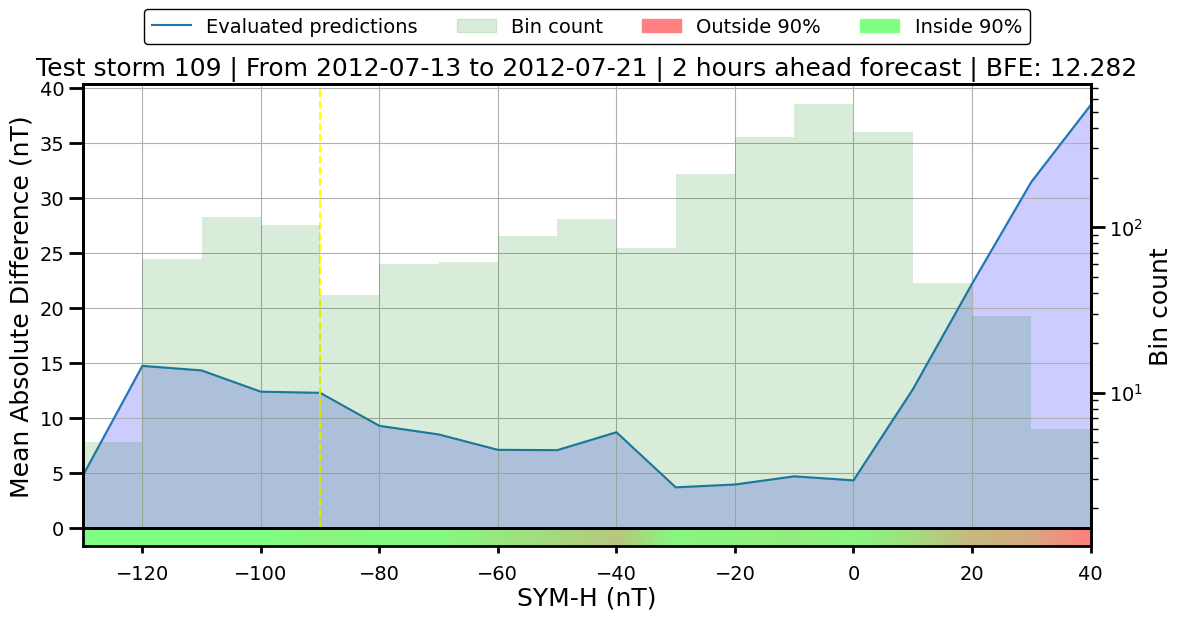 Evaluated predictions Bin count Outside 90% Inside 90%
Test storm 109 | From 2012-07-13 to 2012-07-21 | 2 hours ahead forecast | BFE: 12.282
Mean Absolute Difference (nT)
40
35
30
25
20
15
10
5
0
10²
10¹
Bin count
−120 −100 −80 −60 −40 −20 0 20 40
SYM-H (nT)